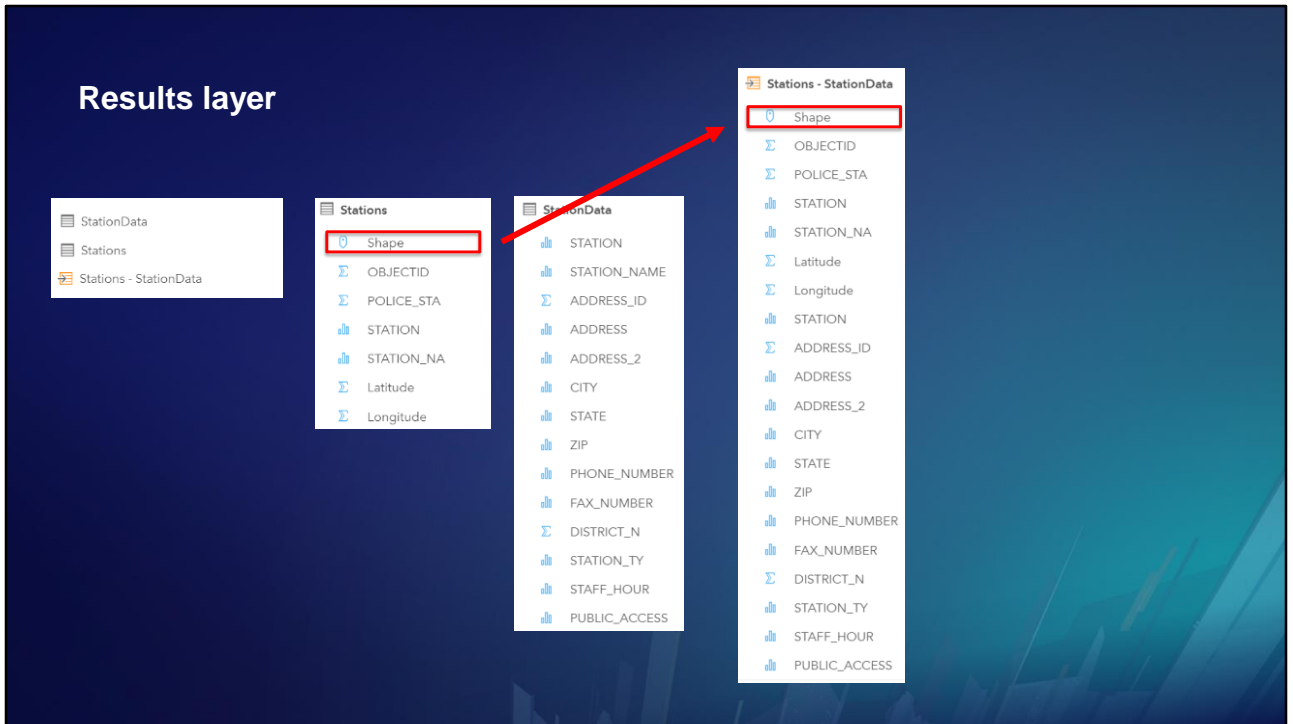 Results layer
StationData
Stations
Stations - StationData
Stations
Shape
OBJECTID
POLICE_STA
STATION
STATION_NA
Latitude
Longitude
StationData
STATION
STATION_NAME
ADDRESS_ID
ADDRESS
ADDRESS_2
CITY
STATE
ZIP
PHONE_NUMBER
FAX_NUMBER
DISTRICT_N
STATION_TY
STAFF_HOUR
PUBLIC_ACCESS
Stations - StationData
Shape
OBJECTID
POLICE_STA
STATION
STATION_NA
Latitude
Longitude
STATION
ADDRESS_ID
ADDRESS
ADDRESS_2
CITY
STATE
ZIP
PHONE_NUMBER
FAX_NUMBER
DISTRICT_N
STATION_TY
STAFF_HOUR
PUBLIC_ACCESS